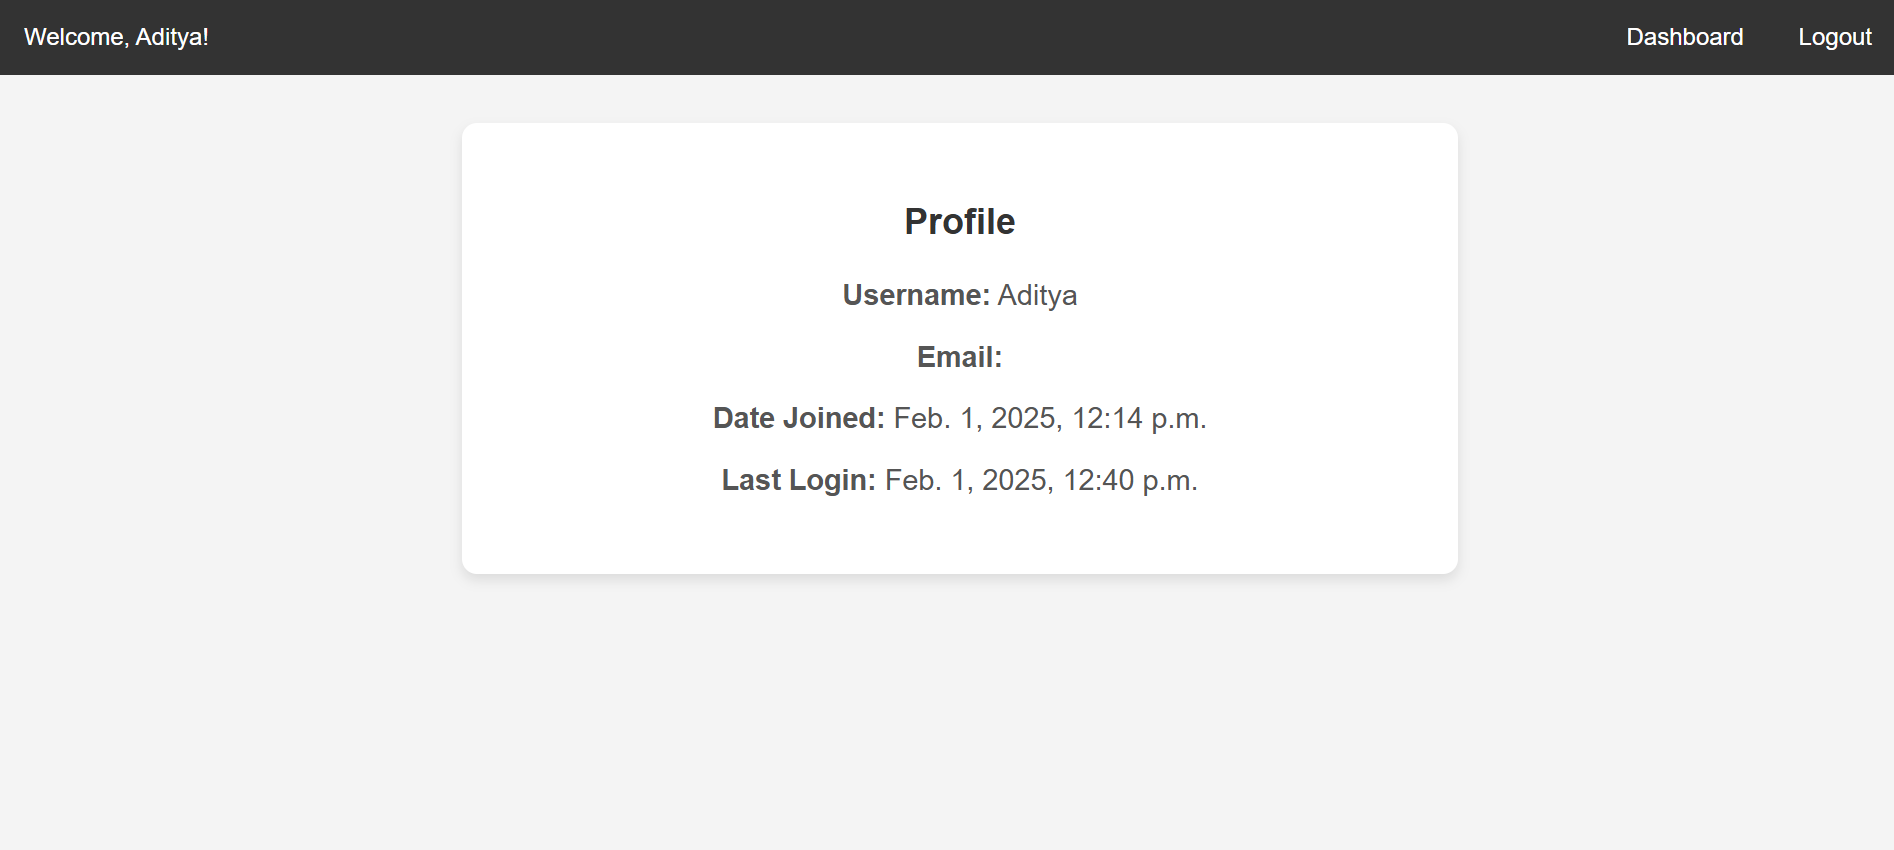 Welcome, Aditya! Dashboard Logout
Profile
Username: Aditya
Email:
Date Joined: Feb. 1, 2025, 12:14 p.m.
Last Login: Feb. 1, 2025, 12:40 p.m.